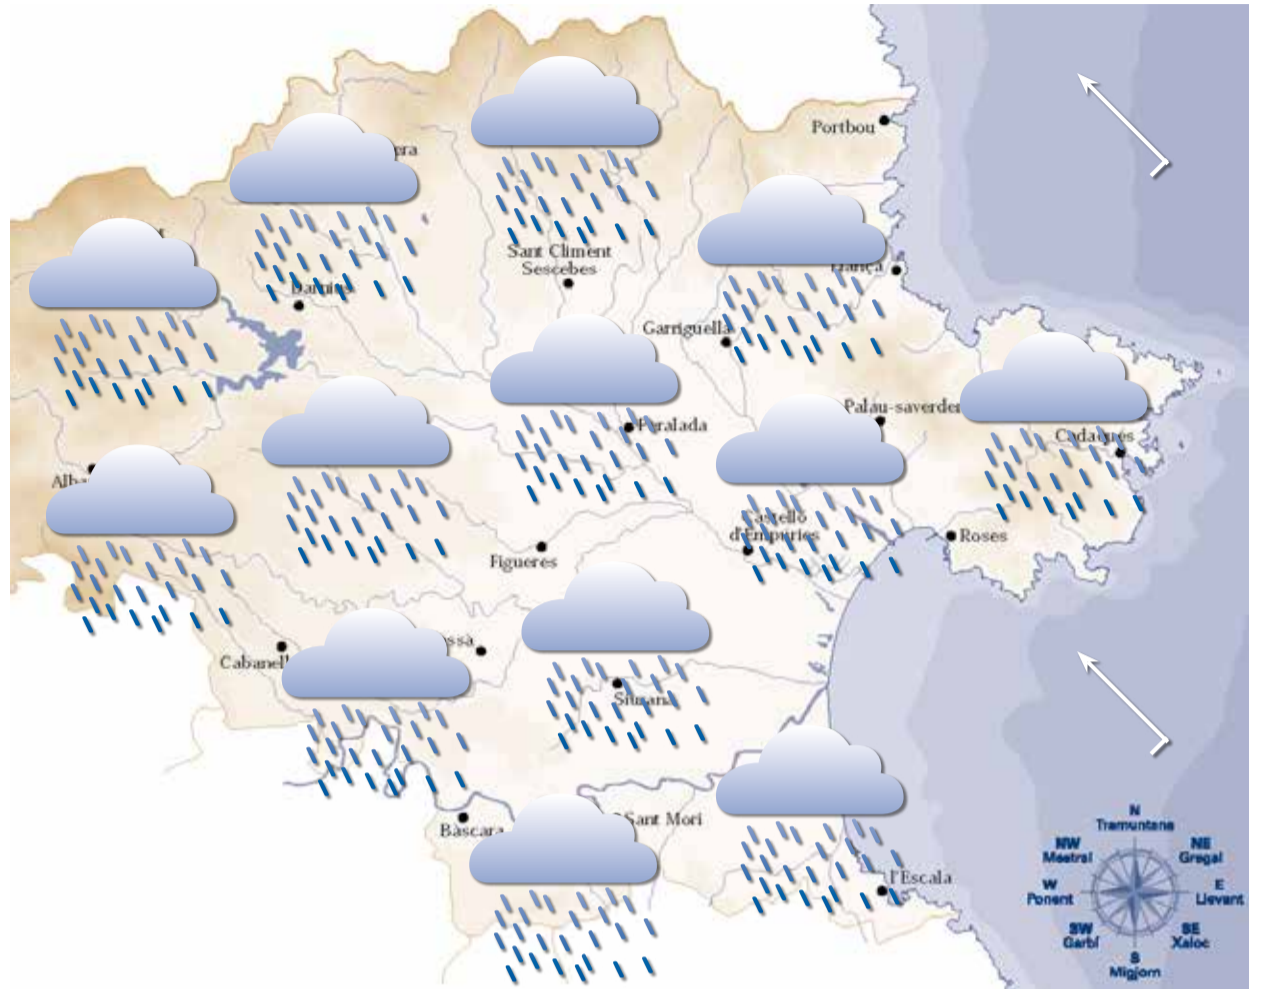 Portbou
Sant Climent
Sescebes
Garriguella
Palau-saverdera
Peralada
Cadaqués
Castelló
d'Empúries
Roses
Figueres
Siurana
Bàscara
Sant Mori
l'Escala
N
Tramuntana
NW
Mestral
NE
Gregal
W
Ponent
E
Llevant
SW
Garbí
SE
Xaloc
S
Migjorn